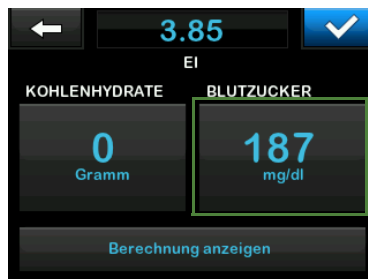 3.85
EI
KOHLENHYDRATE BLUTZUCKER
0 187
Gramm mg/dl
Berechnung anzeigen